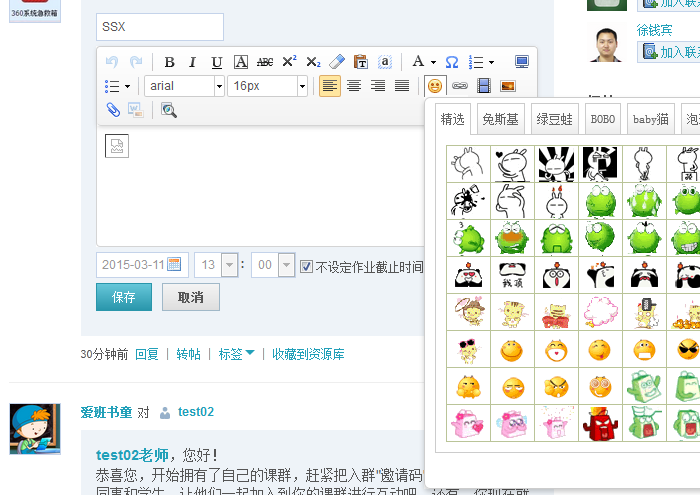 360系统急救箱
SSX
徐钱宾
加入联系
B I U A ABC X² X₂ a A Ω
arial 16px
精选 兔斯基 绿豆蛙 BOBO baby猫 泡
找顶
2015-03-11 13 : 00 不设定作业截止时间
保存 取消
30分钟前 回复 | 转帖 | 标签 | 收藏到资源库
爱班书童 对 test02
test02老师，您好！
恭喜您，开始拥有了自己的课群，赶紧把入群"邀请码
同事和学生，让他们一起加入到你的课群进行互动吧。还有，你现在就